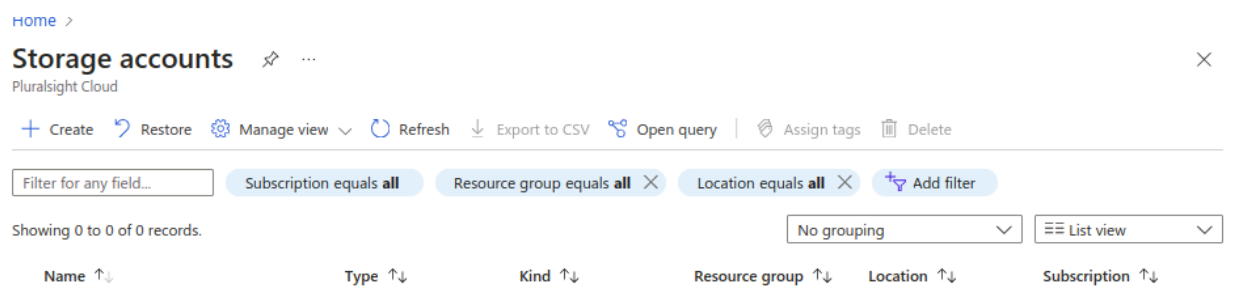 Home >
Storage accounts ...
Pluralsight Cloud
Create Restore Manage view Refresh Export to CSV Open query Assign tags Delete
Filter for any field... Subscription equals all Resource group equals all Location equals all Add filter
Showing 0 to 0 of 0 records. No grouping List view
Name Type Kind Resource group Location Subscription